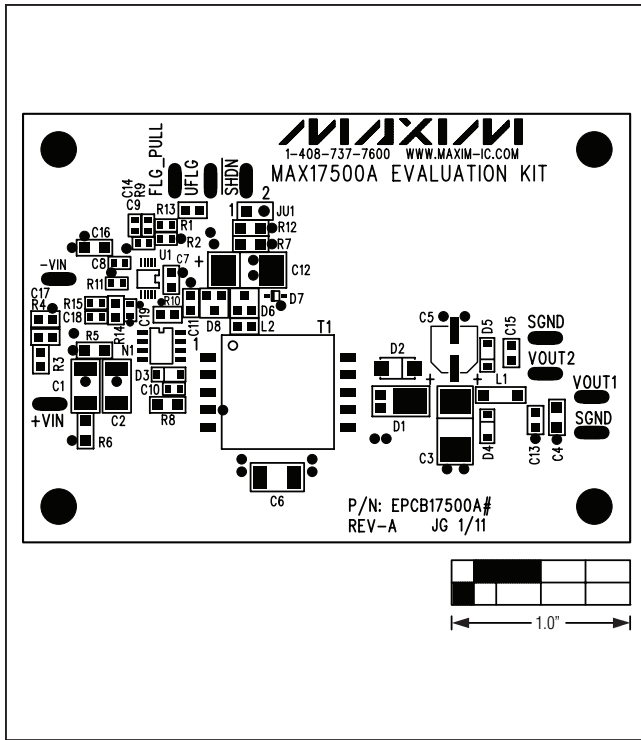 MAXIM
1-408-737-7600 WWW.MAXIM-IC.COM
MAX17500A EVALUATION KIT
FLG_PULL
UFLG
SHDN
2
1
JU1
C14
R9
C9
R13
R1
R12
C16
R2
R7
U1
C7
+
C12
-VIN
C8
R11
D7
C17
R4
R15
C18
R14
C19
R10
C11
D8
D6
L2
T1
C5
D5
C15
SGND
VOUT2
R5
N1
1
R3
D2
L1
VOUT1
D3
+
+
C1
C2
C10
+VIN
R8
D1
SGND
R6
C3
D4
C13
C4
C6
P/N: EPCB17500A#
REV-A JG 1/11
1.0"